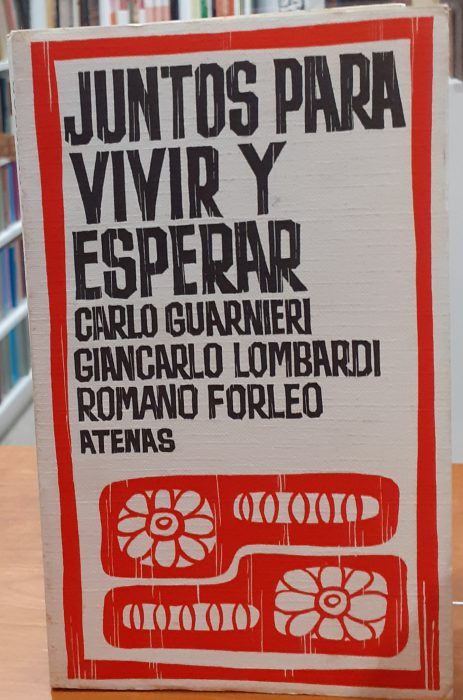 JUNTOS PARA
VIVIR Y
ESPERAR
CARLO GUARNIERI
GIANCARLO LOMBARDI
ROMANO FORLEO
ATENAS